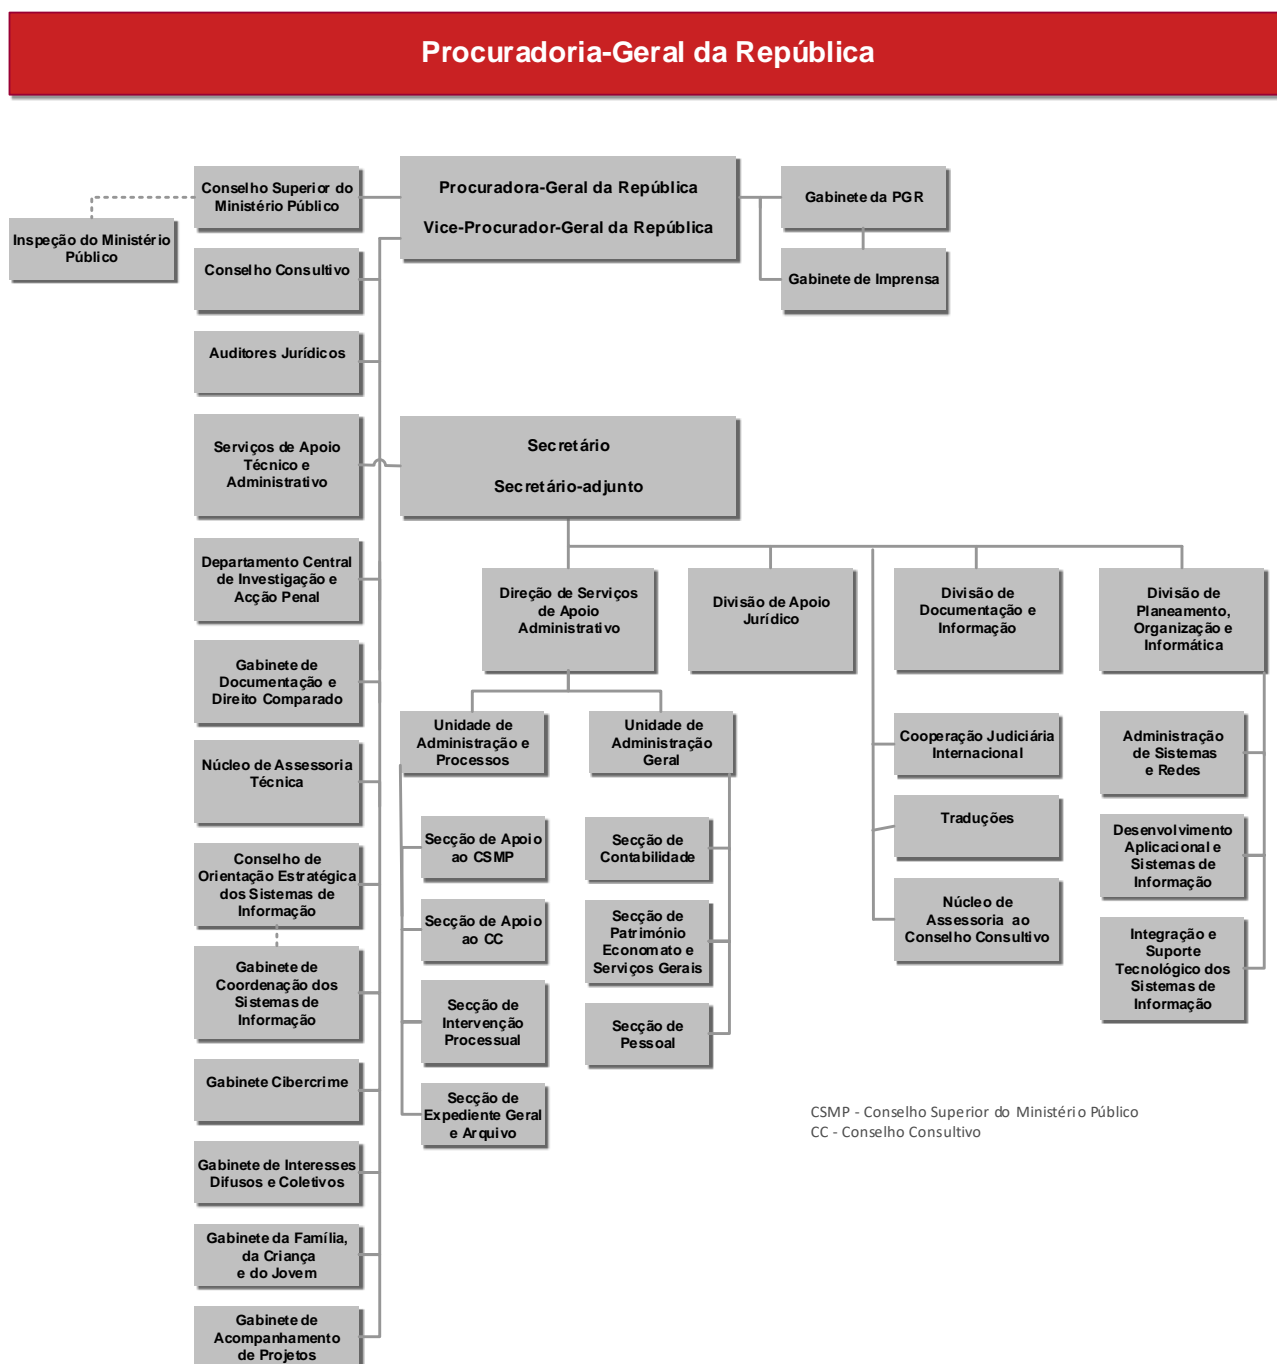 Procuradoria-Geral da República
Conselho Superior do
Ministério Público
Procuradora-Geral da República
Vice-Procurador-Geral da República
Gabinete da PGR
Inspeção do Ministério
Público
Conselho Consultivo
Gabinete de Imprensa
Auditores Jurídicos
Serviços de Apoio
Técnico e
Administrativo
Secretário
Secretário-adjunto
Departamento Central
de Investigação e
Acção Penal
Direção de Serviços
de Apoio
Administrativo
Divisão de Apoio
Jurídico
Divisão de
Documentação e
Informação
Divisão de
Planeamento,
Organização e
Informática
Gabinete de
Documentação e
Direito Comparado
Unidade de
Administração e
Processos
Unidade de
Administração
Geral
Cooperação Judiciária
Internacional
Administração
de Sistemas
e Redes
Núcleo de Assessoria
Técnica
Secção de Apoio
ao CSMP
Secção de
Contabilidade
Traduções
Desenvolvimento
Aplicacional e
Sistemas de
Informação
Conselho de
Orientação Estratégica
dos Sistemas de
Informação
Secção de Apoio
ao CC
Secção de
Património
Economato e
Serviços Gerais
Núcleo de
Assessoria ao
Conselho Consultivo
Integração e
Suporte
Tecnológico dos
Sistemas de
Informação
Gabinete de
Coordenação dos
Sistemas de
Informação
Secção de
Intervenção
Processual
Secção de
Pessoal
Gabinete Cibercrime
Secção de
Expediente Geral
e Arquivo
CSMP - Conselho Superior do Ministério Público
CC - Conselho Consultivo
Gabinete de Interesses
Difusos e Coletivos
Gabinete da Família,
da Criança
e do Jovem
Gabinete de
Acompanhamento
de Projetos